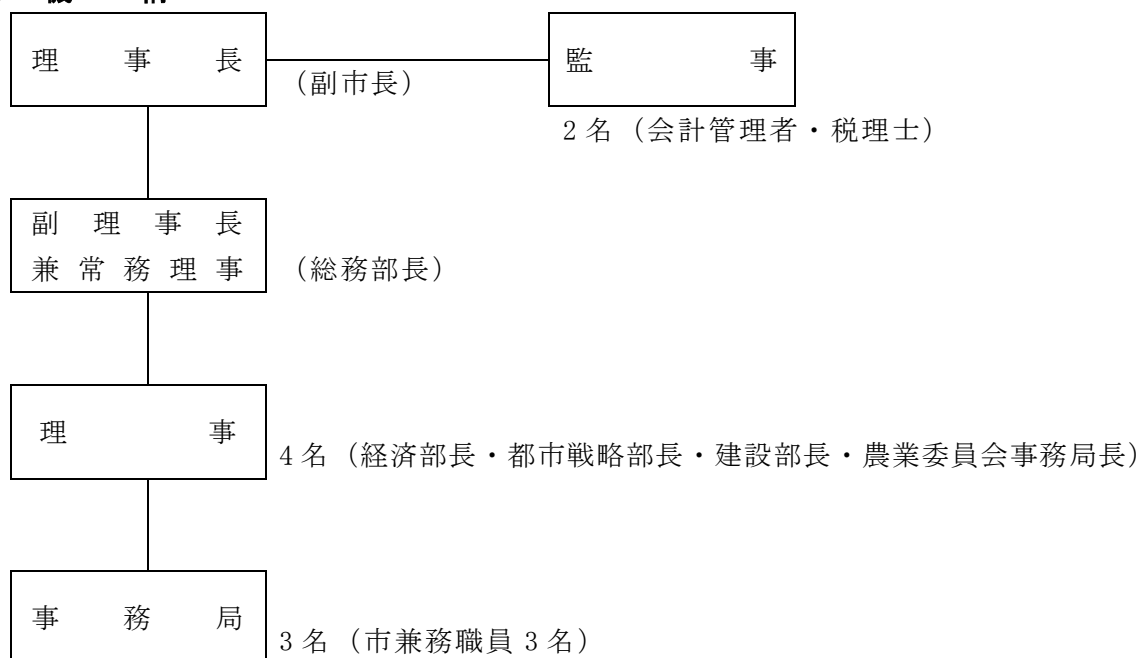 理事長
監事
（副市長）
2名（会計管理者・税理士）
副理事長
兼常務理事
（総務部長）
理事
4名（経済部長・都市戦略部長・建設部長・農業委員会事務局長）
事務局
3名（市兼務職員3名）